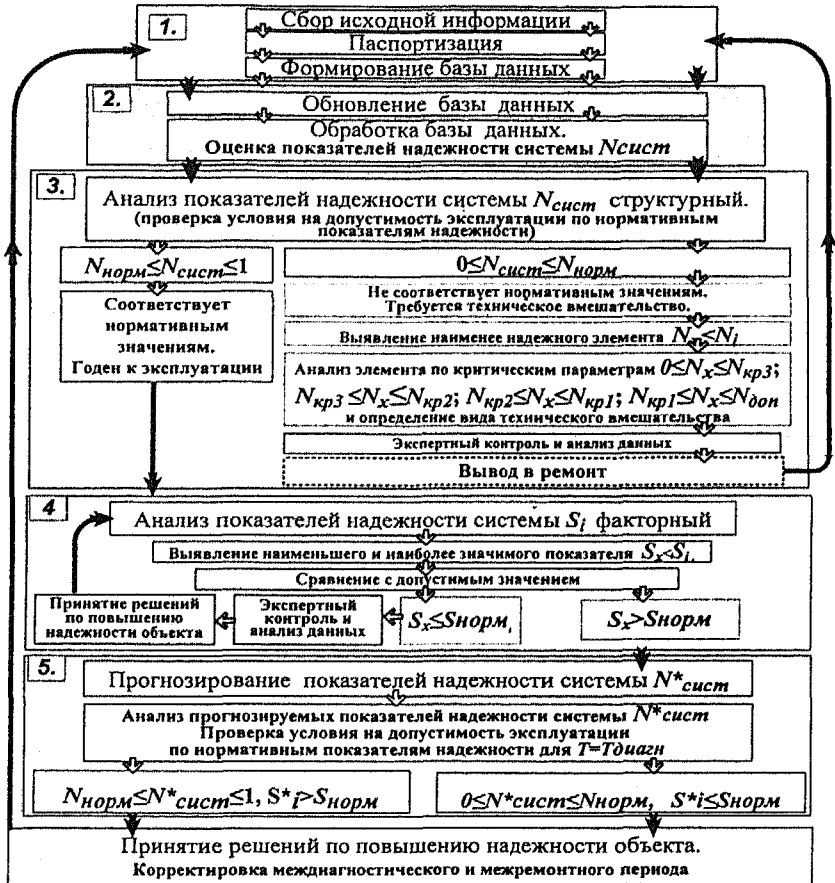 1.
Сбор исходной информации
Паспортизация
Формирование базы данных
2.
Обновление базы данных
Обработка базы данных.
Оценка показателей надежности системы Nсист
3.
Анализ показателей надежности системы Nсист структурный.
(проверка условия на допустимость эксплуатации по нормативным
показателям надежности)
Nнорм≤Nсист≤1
Соответствует
нормативным
значениям.
Годен к эксплуатации
0≤Nсист≤Nнорм
Не соответствует нормативным значениям.
Требуется техническое вмешательство.
Выявление наименее надежного элемента Nx<Ni
Анализ элемента по критическим параметрам 0≤Nx≤Nкр3;
Nкр3≤Nx≤Nкр2; Nкр2≤Nx≤Nкр1; Nкр1≤Nx≤Nдоп
и определение вида технического вмешательства
Экспертный контроль и анализ данных
Вывод в ремонт
4
Анализ показателей надежности системы Si факторный
Выявление наименьшего и наиболее значимого показателя Sx<Si.
Сравнение с допустимым значением
Принятие решений
по повышению
надежности объекта
Экспертный
контроль и
анализ данных
Sx≤Sнорм,
Sx>Sнорм
5.
Прогнозирование показателей надежности системы N*сист
Анализ прогнозируемых показателей надежности системы N*сист
Проверка условия на допустимость эксплуатации
по нормативным показателям надежности для T=Tдиагн
Nнорм≤N*сист≤1, S*i>Sнорм
0≤N*сист≤Nнорм, S*i≤Sнорм
Принятие решений по повышению надежности объекта.
Корректировка междиагностического и межремонтного периода